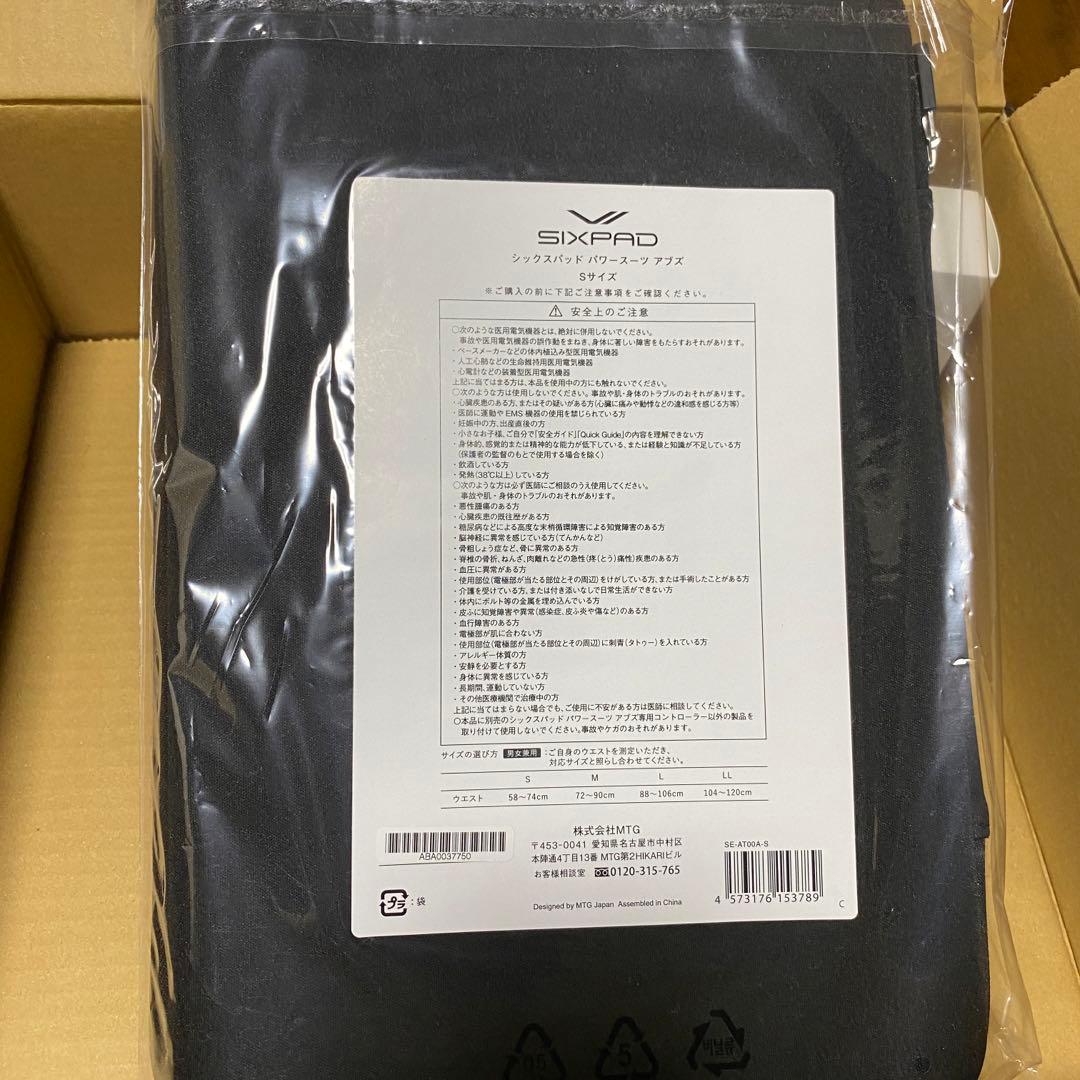 SIXPAD
シックスパッド パワースーツ アブズ
Sサイズ
※ご購入の前に下記ご注意事項をご確認ください。
⚠ 安全上のご注意
○次のような医用電気機器とは、絶対に併用しないでください。
事故や医用電気機器の誤作動をまねき、身体に著しい障害をもたらすおそれがあります。
・ペースメーカーなどの体内植込み型医用電気機器
・人工心肺などの生命維持用医用電気機器
・心電計などの装着型医用電気機器
上記に当てはまる方は、本品を使用中の方にも触れないでください。
○次のような方は使用しないでください。事故や肌・身体のトラブルのおそれがあります。
・心臓疾患のある方、またはその疑いがある方(心臓に痛みや動悸などの違和感を感じる方等)
・医師に運動や EMS 機器の使用を禁じられている方
・妊娠中の方、出産直後の方
・小さなお子様、ご自分で「安全ガイド」「Quick Guide」の内容を理解できない方
・身体的、感覚的または精神的な能力が低下している、または経験と知識が不足している方
(保護者の監督のもとで使用する場合を除く)
・飲酒している方
・発熱(38℃以上)している方
○次のような方は必ず医師にご相談のうえ使用してください。
事故や肌・身体のトラブルのおそれがあります。
・悪性腫瘍のある方
・心臓疾患の既往歴がある方
・糖尿病などによる高度な末梢循環障害による知覚障害のある方
・脳神経に異常を感じている方(てんかんなど)
・骨粗しょう症など、骨に異常のある方
・脊椎の骨折、ねんざ、肉離れなどの急性(疼(とう)痛性)疾患のある方
・血圧に異常がある方
・使用部位(電極部が当たる部位とその周辺)をけがしている方、または手術したことがある方
・介護を受けている方、または付き添いなしで日常生活ができない方
・体内にボルト等の金属を埋め込んでいる方
・皮ふに知覚障害や異常(感染症、皮ふ炎や傷など)のある方
・血行障害のある方
・電極部が肌に合わない方
・使用部位(電極部が当たる部位とその周辺)に刺青(タトゥー)を入れている方
・アレルギー体質の方
・安静を必要とする方
・身体に異常を感じている方
・長期間、運動していない方
・その他医療機関で治療中の方
上記に当てはまらない場合でも、ご使用に不安がある方は医師に相談してください。
○本品に別売のシックスパッド パワースーツ アブズ専用コントローラー以外の製品を
取り付けて使用しないでください。事故やケガのおそれがあります。
サイズの選び方 男女兼用 :ご自身のウエストを測定いただき、
対応サイズと照らし合わせてください。
S M L LL
ウエスト 58〜74cm 72〜90cm 88〜106cm 104〜120cm
株式会社MTG
〒453-0041 愛知県名古屋市中村区
本陣通4丁目13番 MTG第2HIKARIビル
お客様相談室 0120-315-765
ABA0037750
SE-AT00A-S
4 573176 153789
プラ :袋
Designed by MTG Japan Assembled in China
C
05
5
비닐류